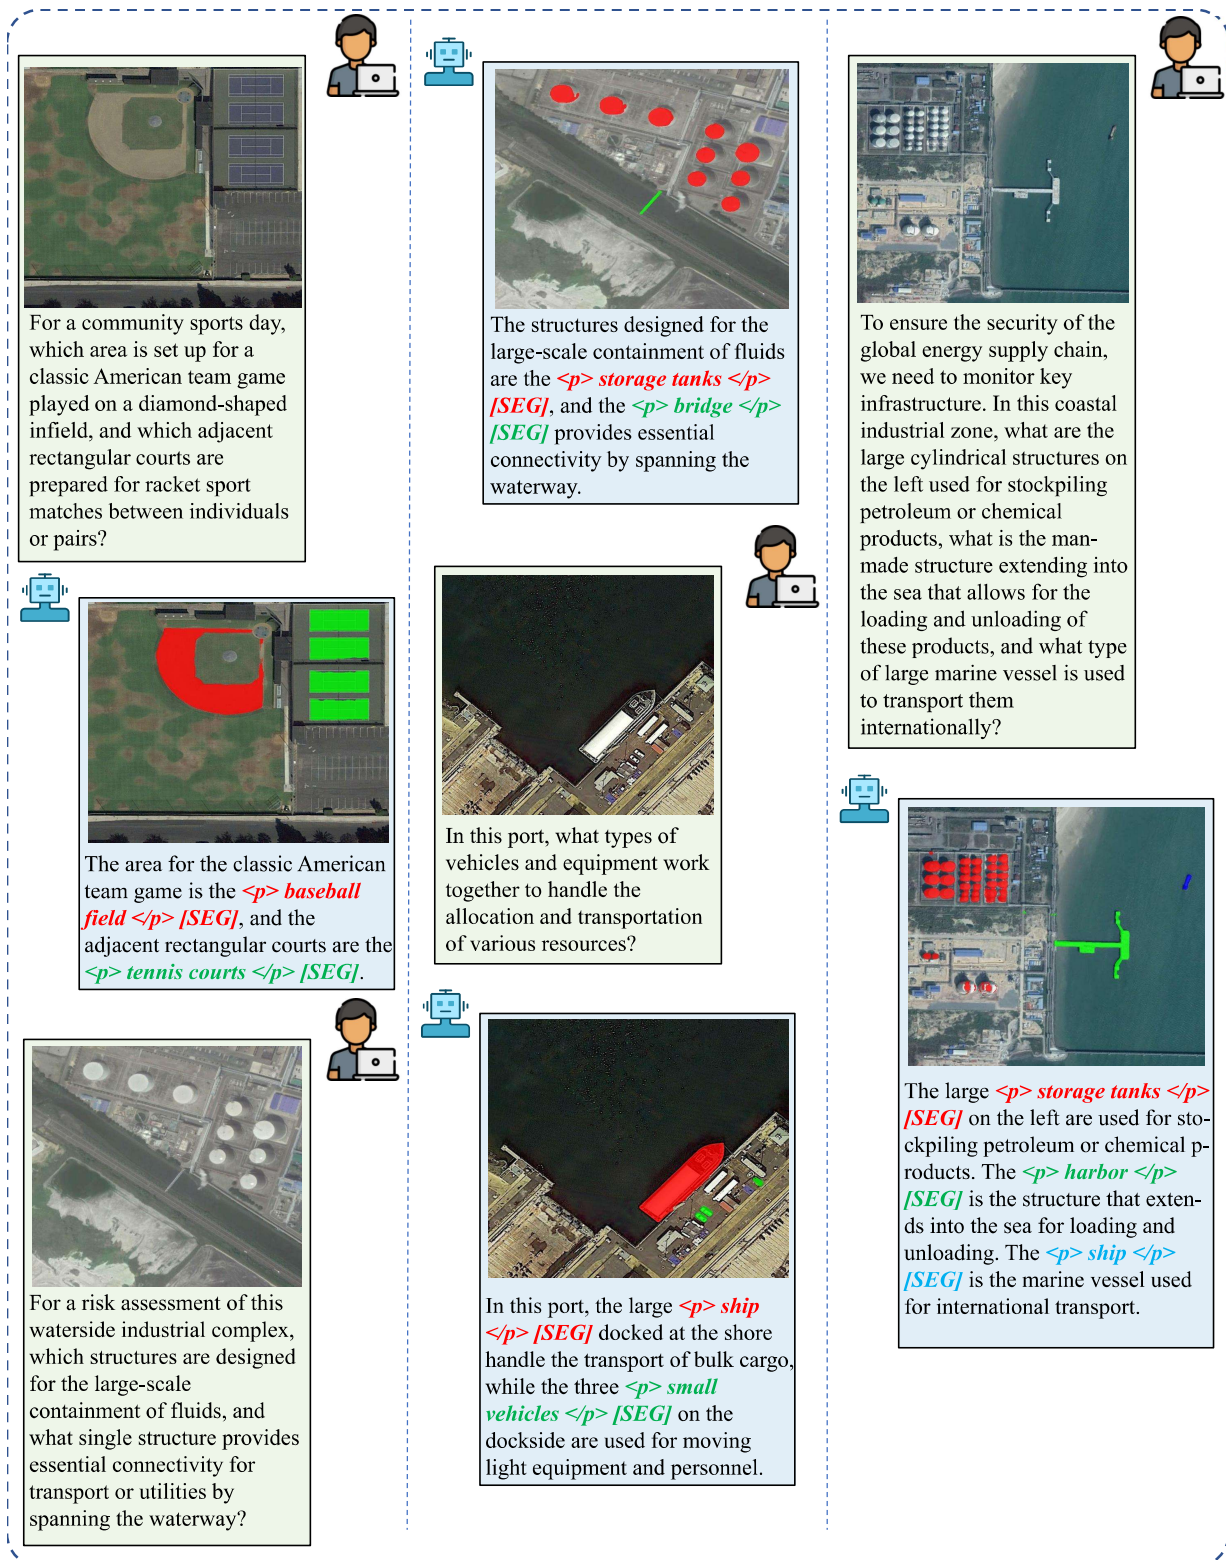 For a community sports day,
which area is set up for a
classic American team game
played on a diamond-shaped
infield, and which adjacent
rectangular courts are
prepared for racket sport
matches between individuals
or pairs?
The area for the classic American
team game is the <p> baseball
field </p> [SEG], and the
adjacent rectangular courts are the
<p> tennis courts </p> [SEG].
For a risk assessment of this
waterside industrial complex,
which structures are designed
for the large-scale
containment of fluids, and
what single structure provides
essential connectivity for
transport or utilities by
spanning the waterway?
The structures designed for the
large-scale containment of fluids
are the <p> storage tanks </p>
[SEG], and the <p> bridge </p>
[SEG] provides essential
connectivity by spanning the
waterway.
In this port, what types of
vehicles and equipment work
together to handle the
allocation and transportation
of various resources?
In this port, the large <p> ship
</p> [SEG] docked at the shore
handle the transport of bulk cargo,
while the three <p> small
vehicles </p> [SEG] on the
dockside are used for moving
light equipment and personnel.
To ensure the security of the
global energy supply chain,
we need to monitor key
infrastructure. In this coastal
industrial zone, what are the
large cylindrical structures on
the left used for stockpiling
petroleum or chemical
products, what is the man-
made structure extending into
the sea that allows for the
loading and unloading of
these products, and what type
of large marine vessel is used
to transport them
internationally?
The large <p> storage tanks </p>
[SEG] on the left are used for sto-
ckpiling petroleum or chemical p-
roducts. The <p> harbor </p>
[SEG] is the structure that exten-
ds into the sea for loading and
unloading. The <p> ship </p>
[SEG] is the marine vessel used
for international transport.